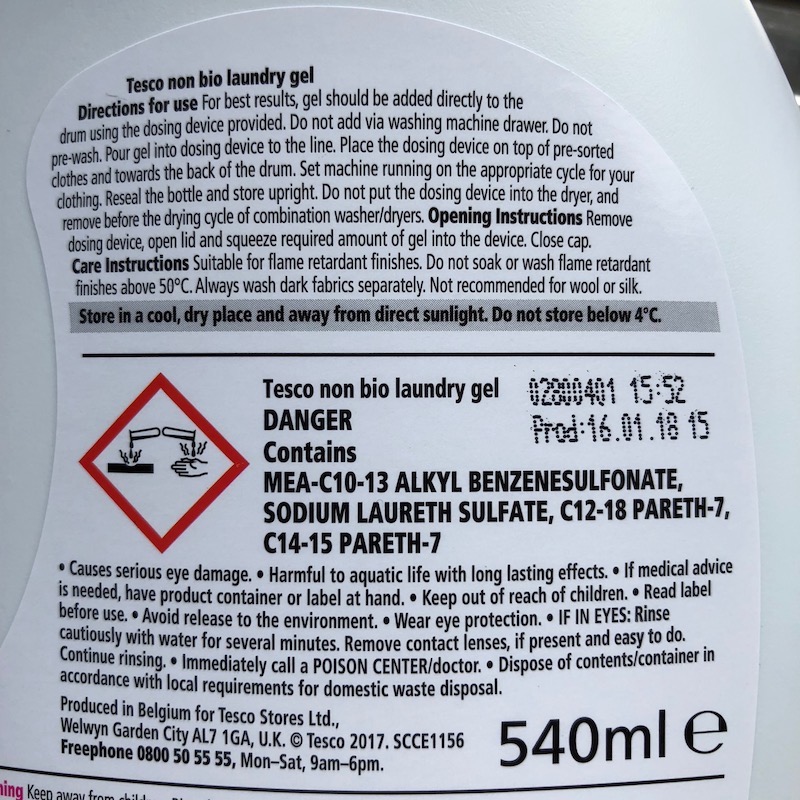 Tesco non bio laundry gel
Directions for use For best results, gel should be added directly to the
drum using the dosing device provided. Do not add via washing machine drawer. Do not
pre-wash. Pour gel into dosing device to the line. Place the dosing device on top of pre-sorted
clothes and towards the back of the drum. Set machine running on the appropriate cycle for your
clothing. Reseal the bottle and store upright. Do not put the dosing device into the dryer, and
remove before the drying cycle of combination washer/dryers. Opening Instructions Remove
dosing device, open lid and squeeze required amount of gel into the device. Close cap.
Care Instructions Suitable for flame retardant finishes. Do not soak or wash flame retardant
finishes above 50°C. Always wash dark fabrics separately. Not recommended for wool or silk.
Store in a cool, dry place and away from direct sunlight. Do not store below 4°C.
Tesco non bio laundry gel
02800401 15:52
DANGER
Prod:16.01.18 15
Contains
MEA-C10-13 ALKYL BENZENESULFONATE,
SODIUM LAURETH SULFATE, C12-18 PARETH-7,
C14-15 PARETH-7
• Causes serious eye damage. • Harmful to aquatic life with long lasting effects. • If medical advice
is needed, have product container or label at hand. • Keep out of reach of children. • Read label
before use. • Avoid release to the environment. • Wear eye protection. • IF IN EYES: Rinse
cautiously with water for several minutes. Remove contact lenses, if present and easy to do.
Continue rinsing. • Immediately call a POISON CENTER/doctor. • Dispose of contents/container in
accordance with local requirements for domestic waste disposal.
Produced in Belgium for Tesco Stores Ltd.,
Welwyn Garden City AL7 1GA, U.K. © Tesco 2017. SCCE1156
Freephone 0800 50 55 55, Mon–Sat, 9am–6pm.
540ml e
Keep away from